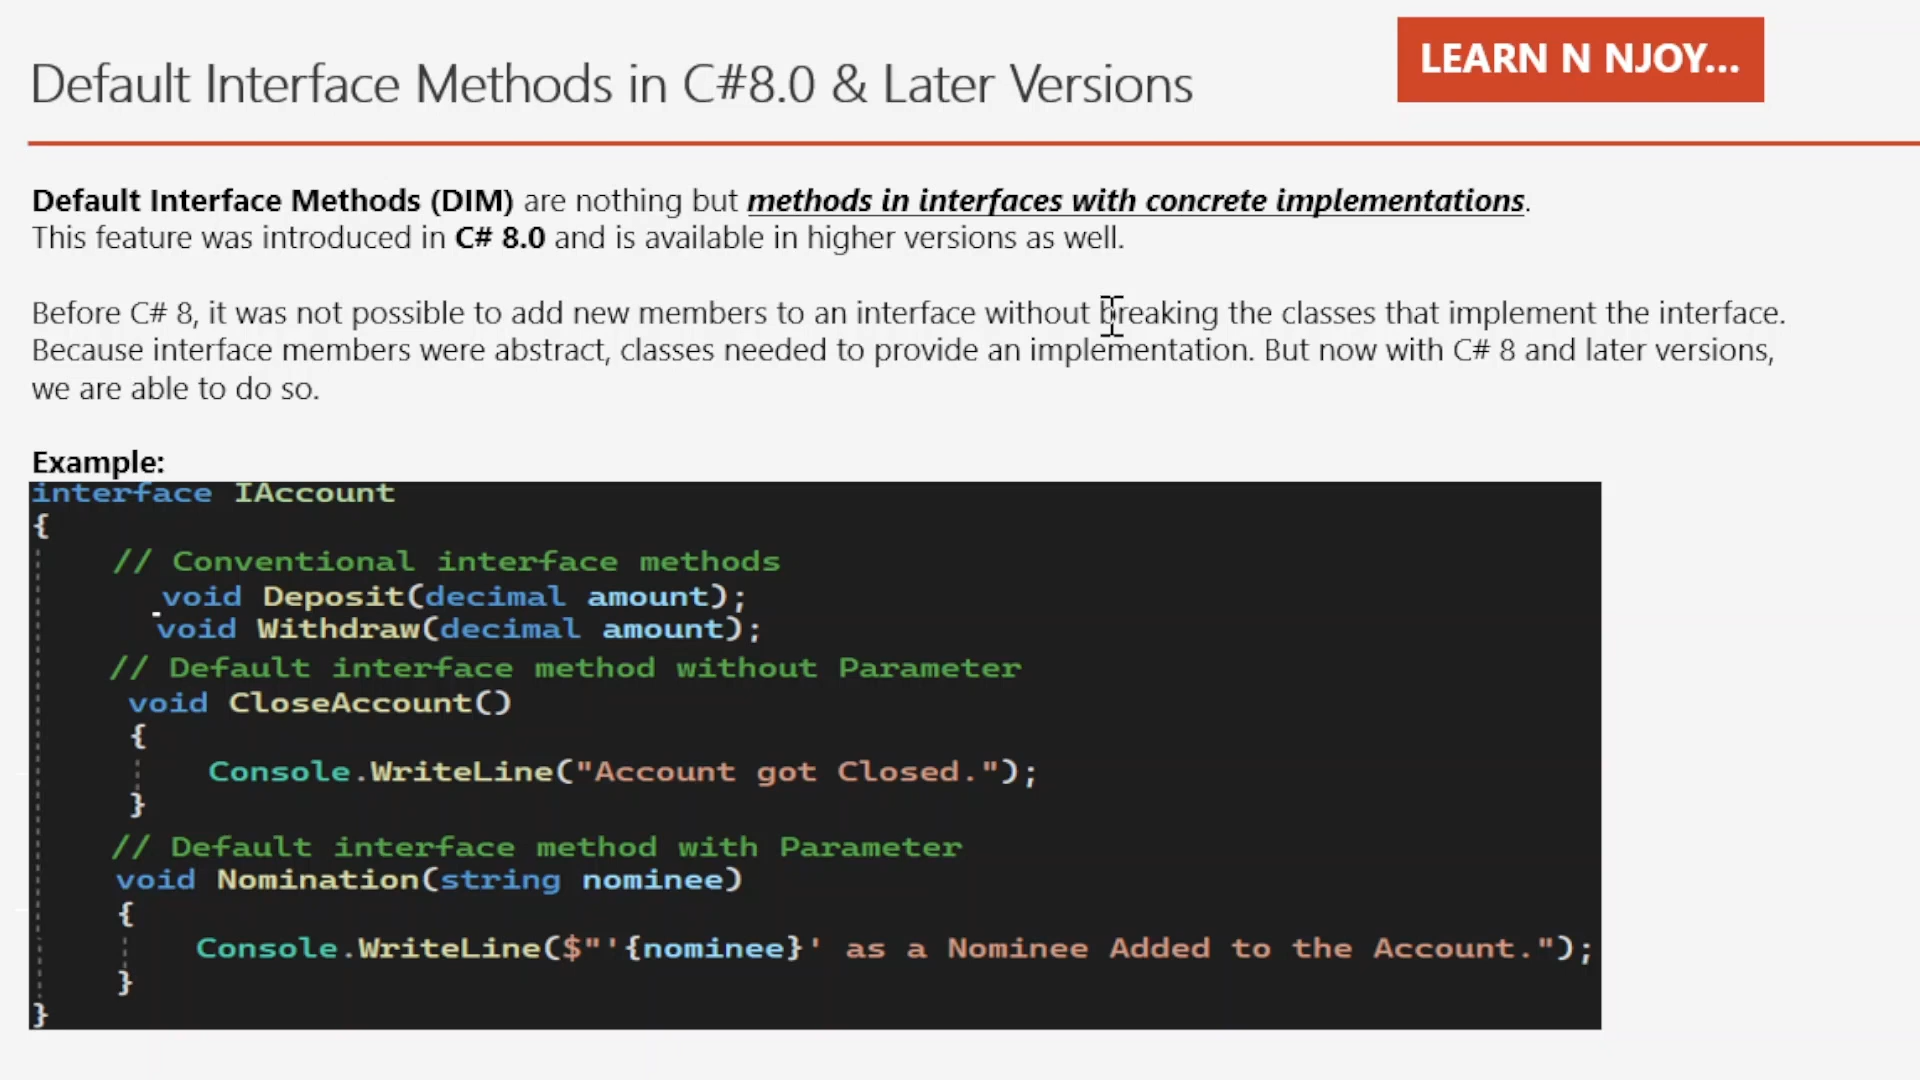 Default Interface Methods in C#8.0 & Later Versions
LEARN N NJOY...
Default Interface Methods (DIM) are nothing but methods in interfaces with concrete implementations.
This feature was introduced in C# 8.0 and is available in higher versions as well.
Before C# 8, it was not possible to add new members to an interface without breaking the classes that implement the interface.
Because interface members were abstract, classes needed to provide an implementation. But now with C# 8 and later versions,
we are able to do so.
Example:
interface IAccount
{
// Conventional interface methods
void Deposit(decimal amount);
void Withdraw(decimal amount);
// Default interface method without Parameter
void CloseAccount()
{
Console.WriteLine("Account got Closed.");
}
// Default interface method with Parameter
void Nomination(string nominee)
{
Console.WriteLine($"'{nominee}' as a Nominee Added to the Account.");
}
}